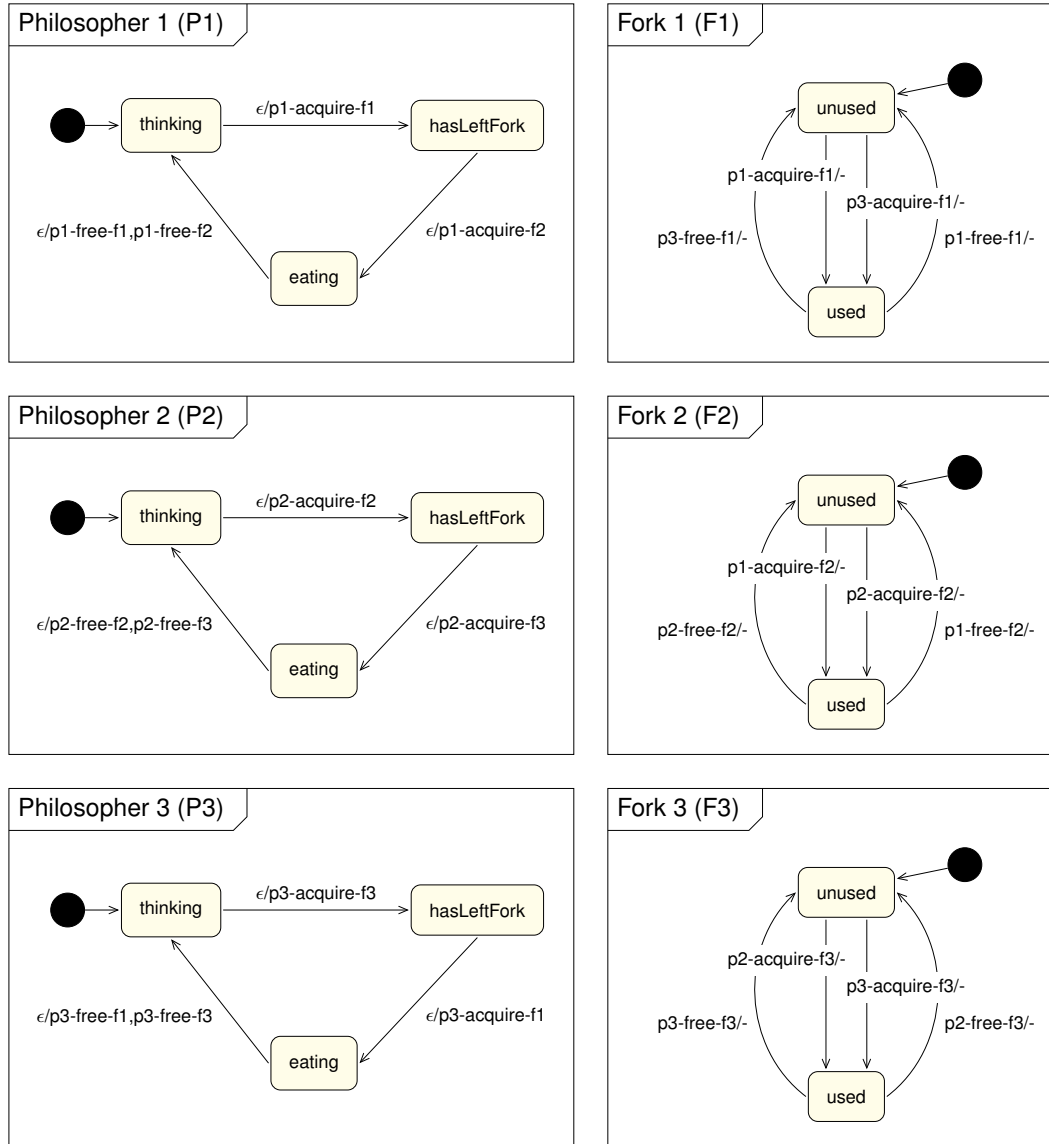 Philosopher 1 (P1)
thinking
ϵ/p1-acquire-f1
hasLeftFork
ϵ/p1-free-f1,p1-free-f2
ϵ/p1-acquire-f2
eating
Fork 1 (F1)
unused
p1-acquire-f1/-
p3-acquire-f1/-
p3-free-f1/-
p1-free-f1/-
used
Philosopher 2 (P2)
thinking
ϵ/p2-acquire-f2
hasLeftFork
ϵ/p2-free-f2,p2-free-f3
ϵ/p2-acquire-f3
eating
Fork 2 (F2)
unused
p1-acquire-f2/-
p2-acquire-f2/-
p2-free-f2/-
p1-free-f2/-
used
Philosopher 3 (P3)
thinking
ϵ/p3-acquire-f3
hasLeftFork
ϵ/p3-free-f1,p3-free-f3
ϵ/p3-acquire-f1
eating
Fork 3 (F3)
unused
p2-acquire-f3/-
p3-acquire-f3/-
p3-free-f3/-
p2-free-f3/-
used